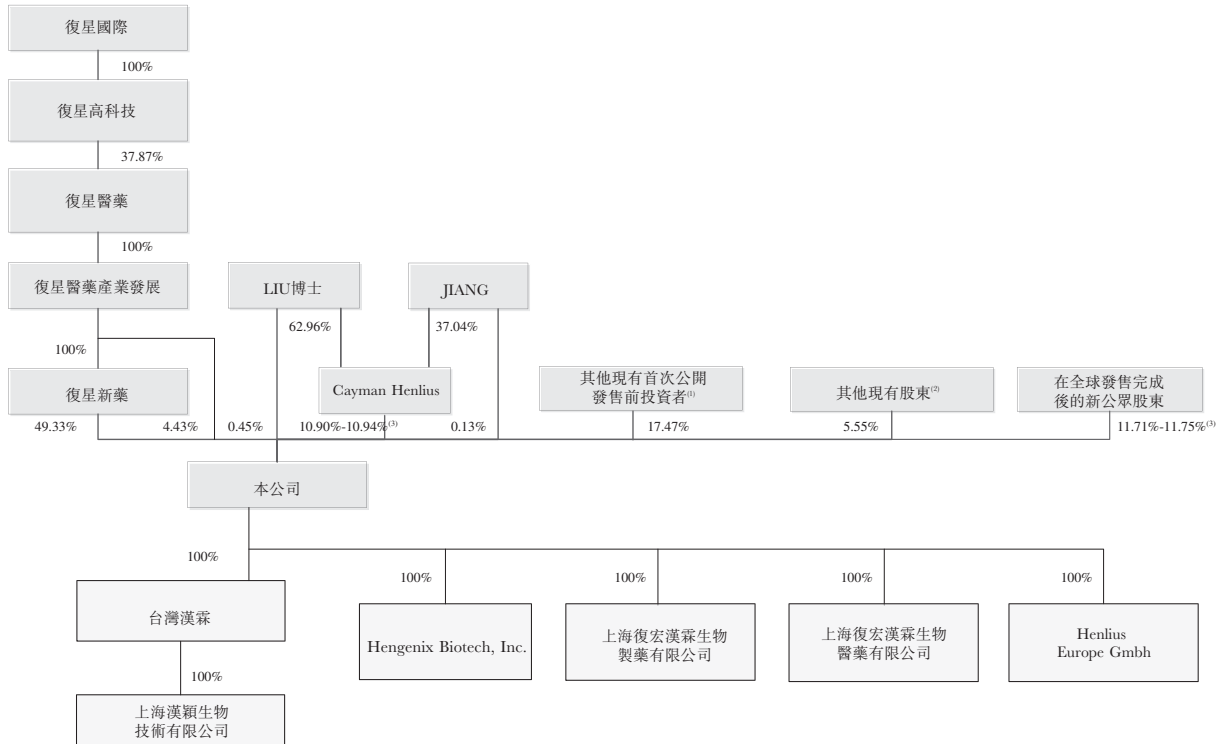 復星國際
100%
復星高科技
37.87%
復星醫藥
100%
復星醫藥產業發展
LIU博士
JIANG
62.96%
37.04%
100%
復星新藥
Cayman Henlius
其他現有首次公開
發售前投資者(1)
其他現有股東(2)
在全球發售完成
後的新公眾股東
49.33%
4.43%
0.45%
10.90%-10.94%(3)
0.13%
17.47%
5.55%
11.71%-11.75%(3)
本公司
100%
100%
100%
100%
100%
台灣漢霖
Hengenix Biotech, Inc.
上海復宏漢霖生物
製藥有限公司
上海復宏漢霖生物
醫藥有限公司
Henlius
Europe Gmbh
100%
上海漢穎生物
技術有限公司